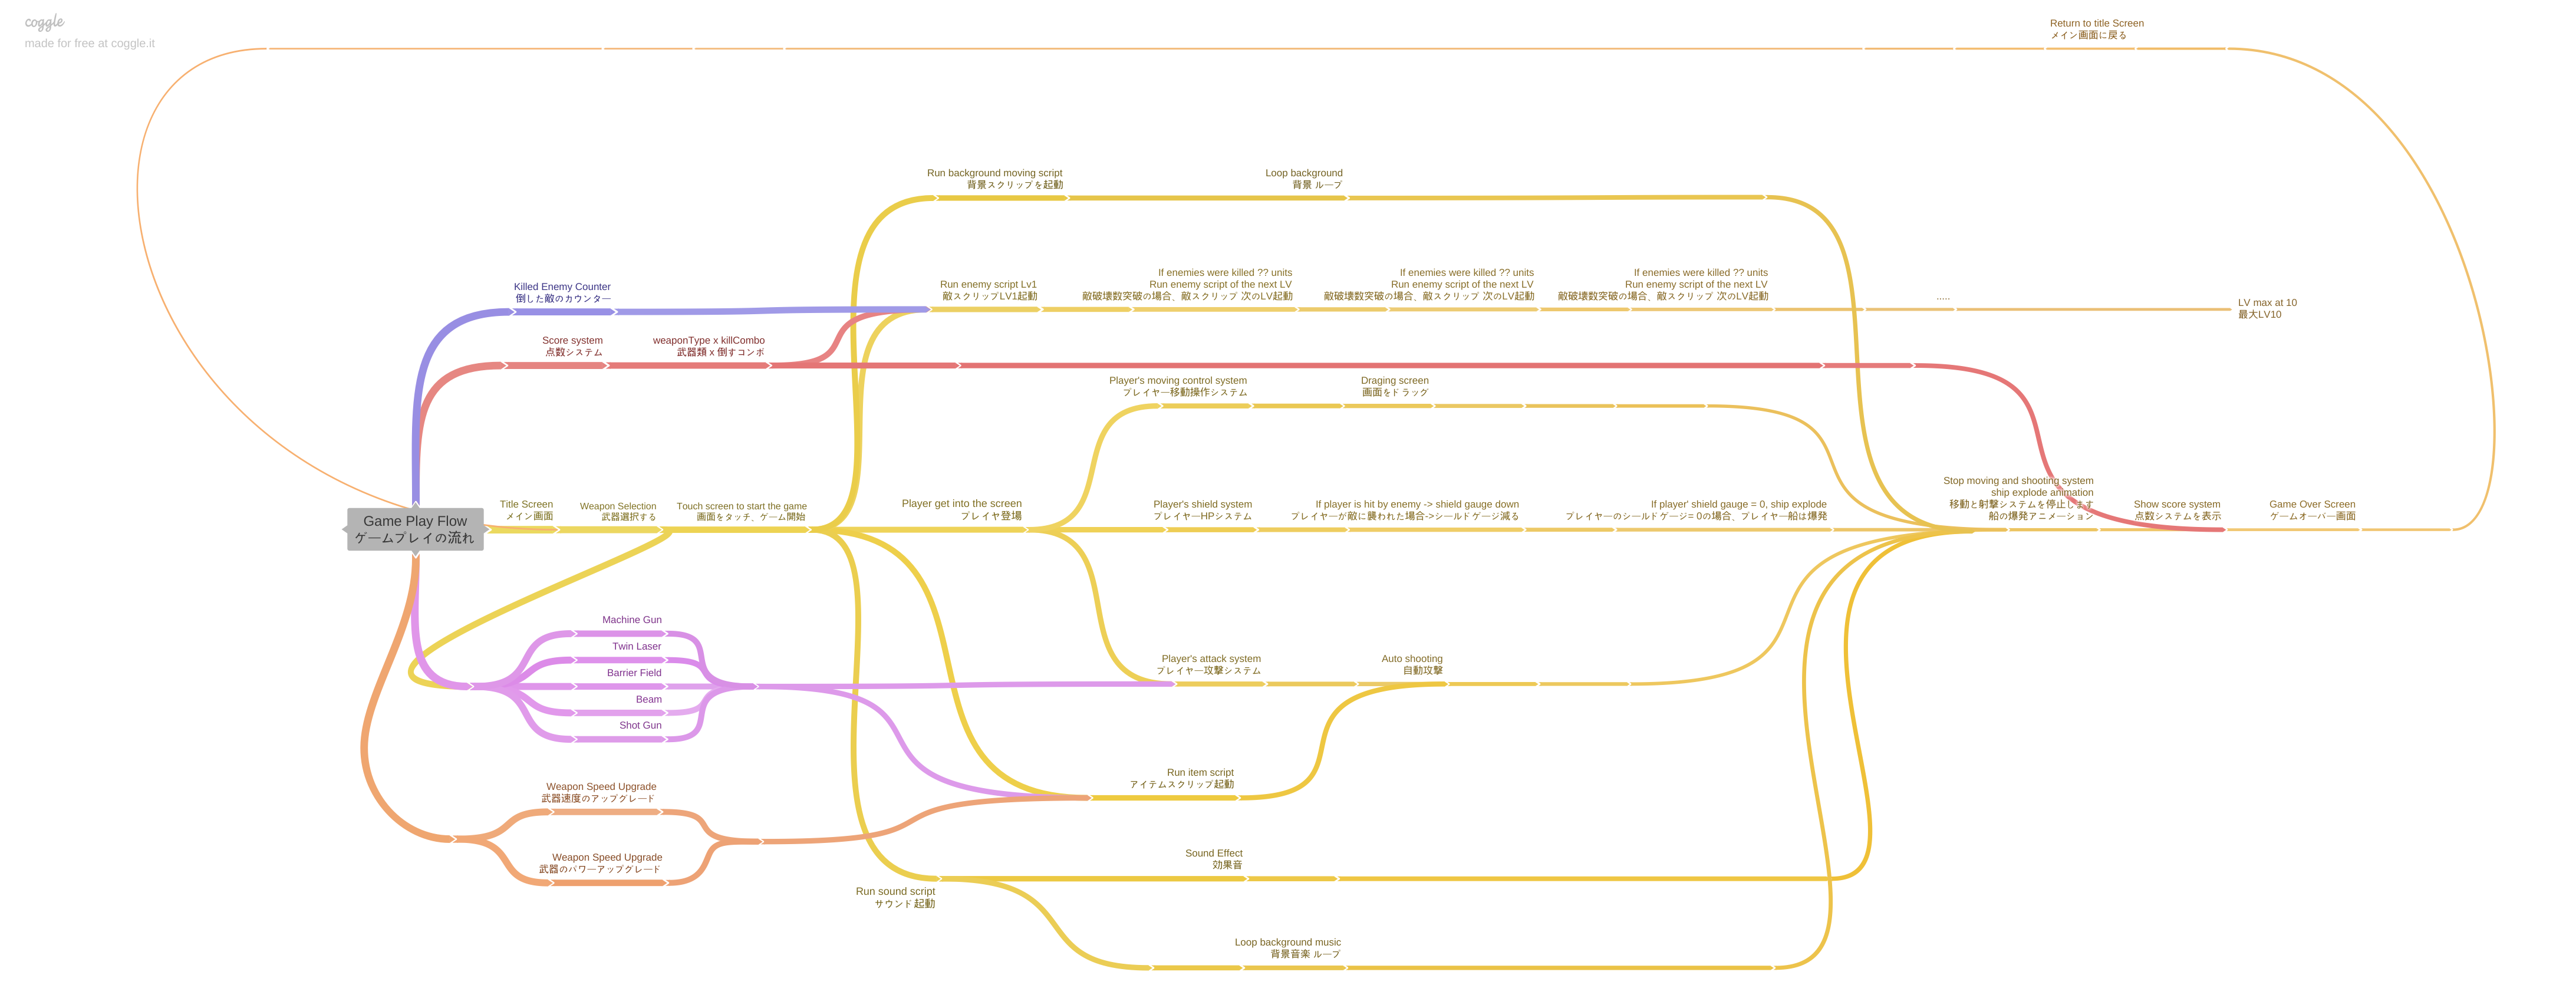 coggle
made for free at coggle.it
Return to title Screen
メイン画面に戻る
Run background moving script
背景スクリップを起動
Loop background
背景 ループ
Killed Enemy Counter
倒した敵のカウンター
Run enemy script Lv1
敵スクリップLV1起動
If enemies were killed ?? units
Run enemy script of the next LV
敵破壊数突破の場合、敵スクリップ 次のLV起動
If enemies were killed ?? units
Run enemy script of the next LV
敵破壊数突破の場合、敵スクリップ 次のLV起動
If enemies were killed ?? units
Run enemy script of the next LV
敵破壊数突破の場合、敵スクリップ 次のLV起動
.....
LV max at 10
最大LV10
Score system
点数システム
weaponType x killCombo
武器類 x 倒すコンボ
Player's moving control system
プレイヤー移動操作システム
Draging screen
画面をドラッグ
Game Play Flow
ゲームプレイの流れ
Title Screen
メイン画面
Weapon Selection
武器選択する
Touch screen to start the game
画面をタッチ、ゲーム開始
Player get into the screen
プレイヤ登場
Player's shield system
プレイヤーHPシステム
If player is hit by enemy -> shield gauge down
プレイヤーが敵に襲われた場合->シールドゲージ減る
If player' shield gauge = 0, ship explode
プレイヤーのシールドゲージ= 0の場合、プレイヤー船は爆発
Stop moving and shooting system
ship explode animation
移動と射撃システムを停止します
船の爆発アニメーション
Show score system
点数システムを表示
Game Over Screen
ゲームオーバー画面
Machine Gun
Twin Laser
Barrier Field
Beam
Shot Gun
Player's attack system
プレイヤー攻撃システム
Auto shooting
自動攻撃
Run item script
アイテムスクリップ起動
Weapon Speed Upgrade
武器速度のアップグレード
Weapon Speed Upgrade
武器のパワーアップグレード
Run sound script
サウンド 起動
Sound Effect
効果音
Loop background music
背景音楽 ループ